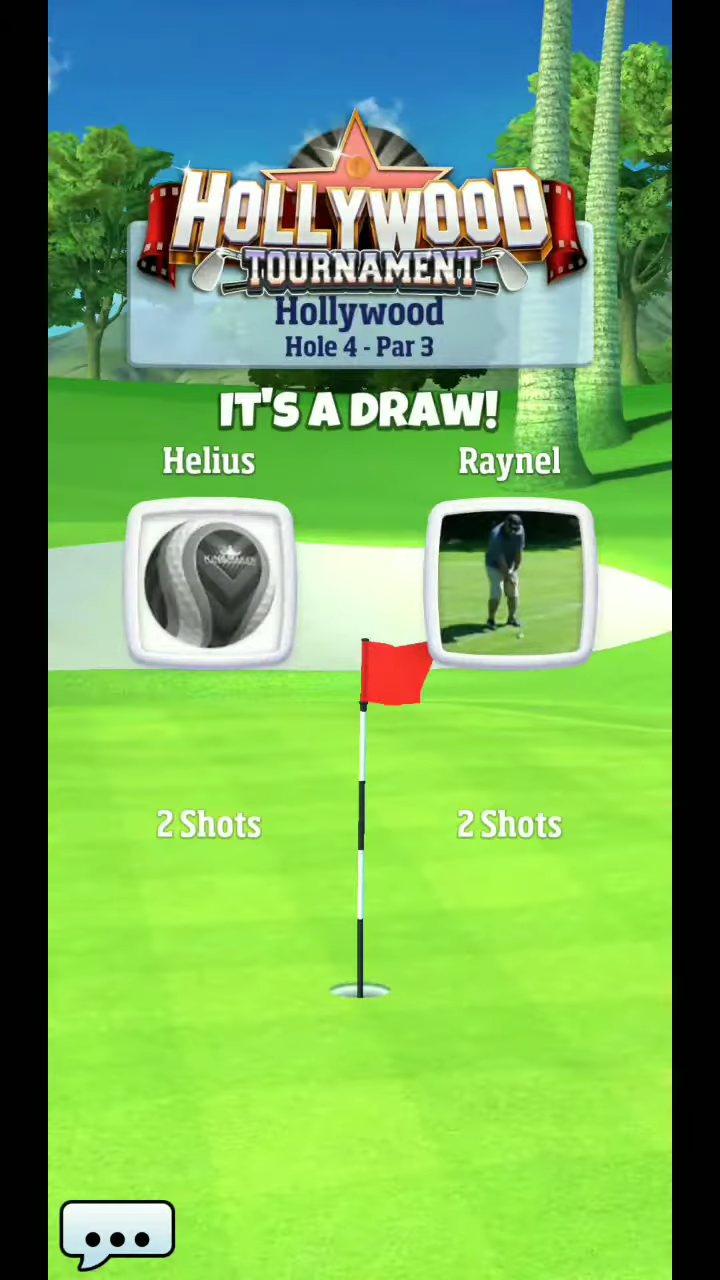 HOLLYWOOD
TOURNAMENT
Hollywood
Hole 4 - Par 3
IT'S A DRAW!
Helius
Raynel
2 Shots
2 Shots